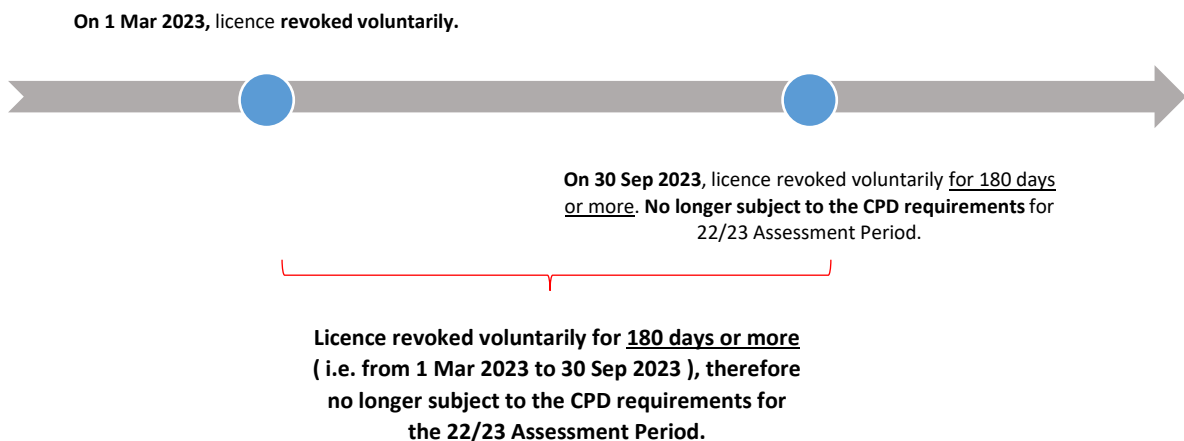 On 1 Mar 2023, licence revoked voluntarily.
On 30 Sep 2023, licence revoked voluntarily for 180 days
or more. No longer subject to the CPD requirements for
22/23 Assessment Period.
Licence revoked voluntarily for 180 days or more
( i.e. from 1 Mar 2023 to 30 Sep 2023 ), therefore
no longer subject to the CPD requirements for
the 22/23 Assessment Period.